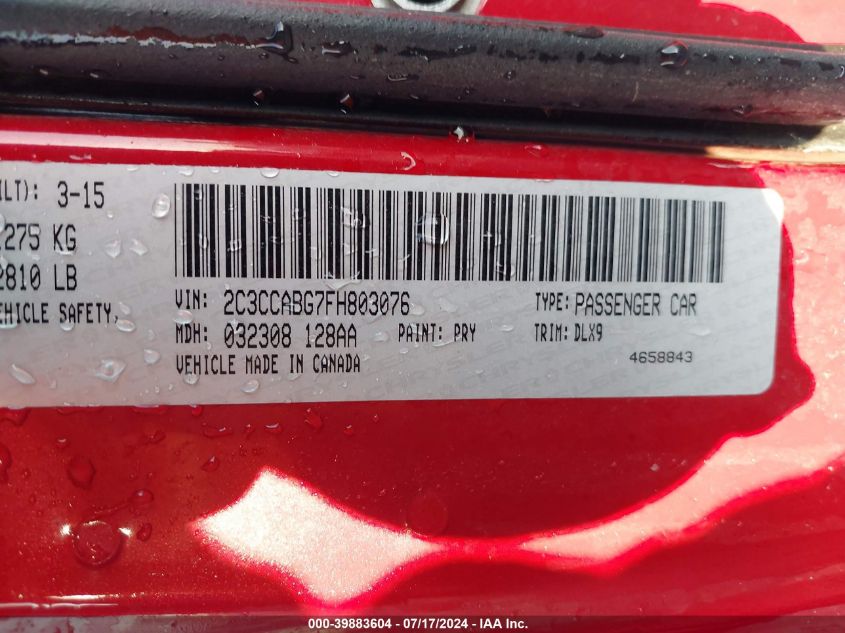 ILT): 3-15
275 KG
2810 LB
EHICLE SAFETY,
VIN: 2C3CCABG7FH803076 TYPE: PASSENGER CAR
MDH: 032308 128AA PAINT: PRY TRIM: DLX9
VEHICLE MADE IN CANADA 4658843
000-39883604 / 07/17/2024 - IAA Inc.